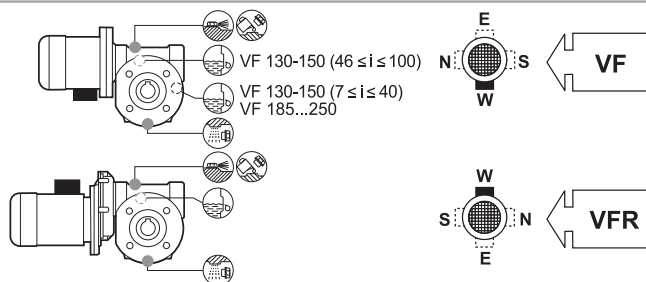 E
N S
W
VF
VF 130-150 (46 ≤ i ≤ 100)
VF 130-150 (7 ≤ i ≤ 40)
VF 185...250
W
S N
E
VFR